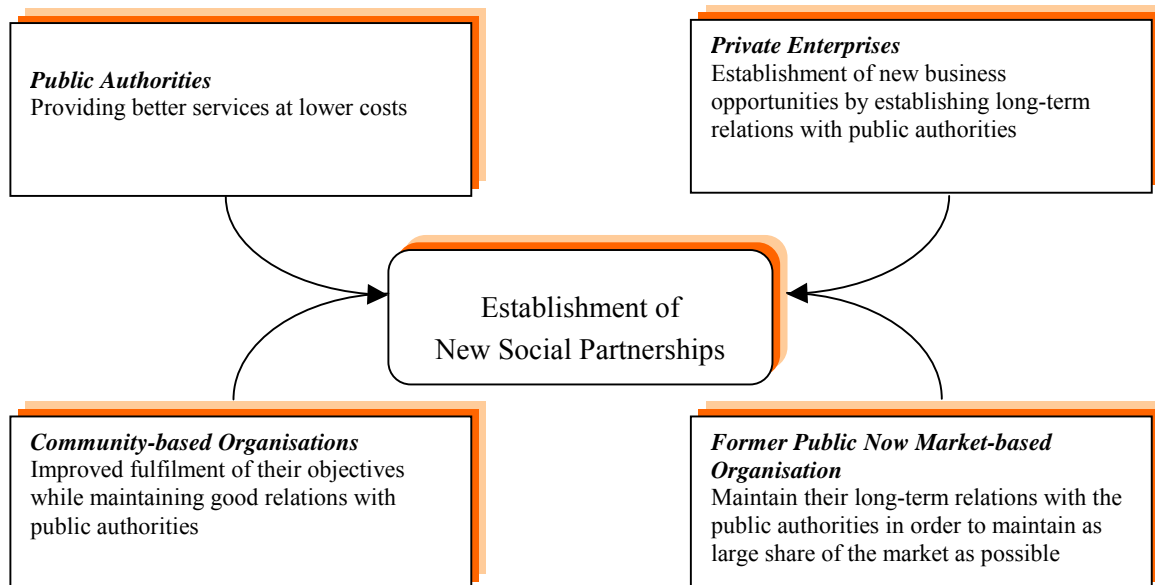 Public Authorities
Providing better services at lower costs
Private Enterprises
Establishment of new business
opportunities by establishing long-term
relations with public authorities
Establishment of
New Social Partnerships
Community-based Organisations
Improved fulfilment of their objectives
while maintaining good relations with
public authorities
Former Public Now Market-based
Organisation
Maintain their long-term relations with the
public authorities in order to maintain as
large share of the market as possible